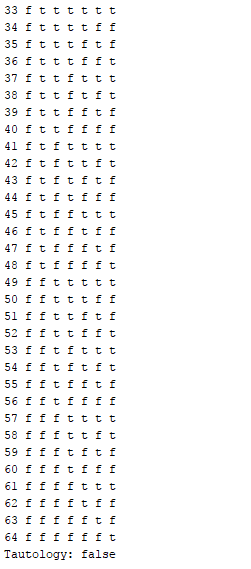 33 f t t t t t t
34 f t t t t f f
35 f t t t f t f
36 f t t t f f t
37 f t t f t t t
38 f t t f t f t
39 f t t f f t f
40 f t t f f f f
41 f t f t t t t
42 f t f t t f t
43 f t f t f t f
44 f t f t f f f
45 f t f f t t t
46 f t f f t f f
47 f t f f f t f
48 f t f f f f t
49 f f t t t t t
50 f f t t t f f
51 f f t t f t f
52 f f t t f f t
53 f f t f t t t
54 f f t f t f t
55 f f t f f t f
56 f f t f f f f
57 f f f t t t t
58 f f f t t f t
59 f f f t f t f
60 f f f t f f f
61 f f f f t t t
62 f f f f t f f
63 f f f f f t f
64 f f f f f f t
Tautology: false